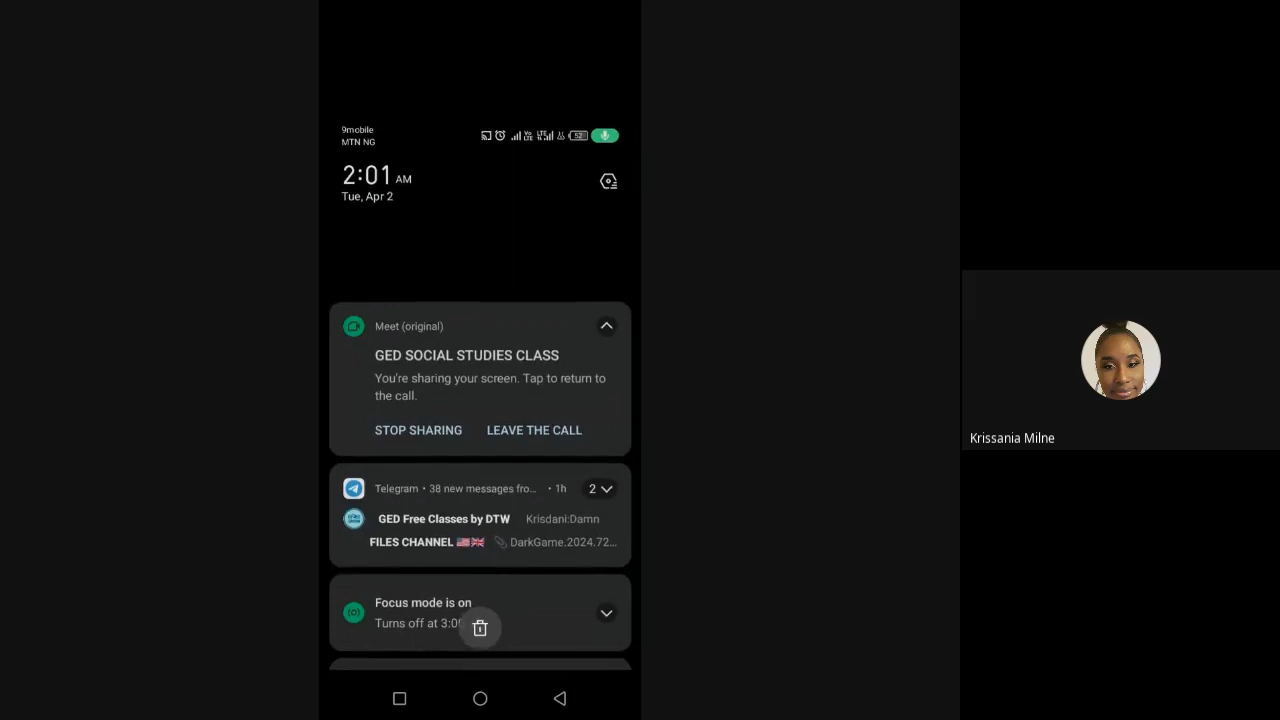 9mobile
MTN NG
52
2:01 AM
Tue, Apr 2
Meet (original)
GED SOCIAL STUDIES CLASS
You're sharing your screen. Tap to return to
the call.
STOP SHARING LEAVE THE CALL
Telegram • 38 new messages fro... • 1h 2
GED Free Classes by DTW Krisdani:Damn
FILES CHANNEL 🇺🇸🇬🇧 📎 DarkGame.2024.72...
Focus mode is on
Turns off at 3:0
Krissania Milne